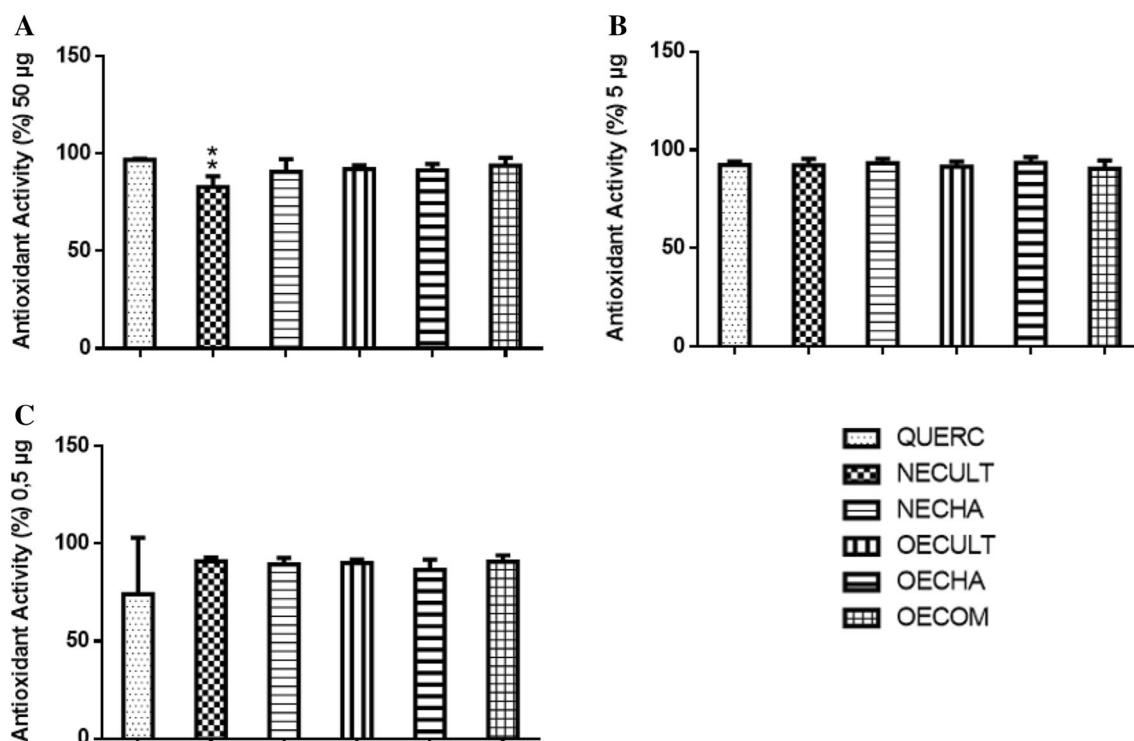 A
Antioxidant Activity (%) 50 µg
150
100
50
0
**
B
Antioxidant Activity (%) 5 µg
150
100
50
0
C
Antioxidant Activity (%) 0,5 µg
150
100
50
0
QUERC
NECULT
NECHA
OECULT
OECHA
OECOM